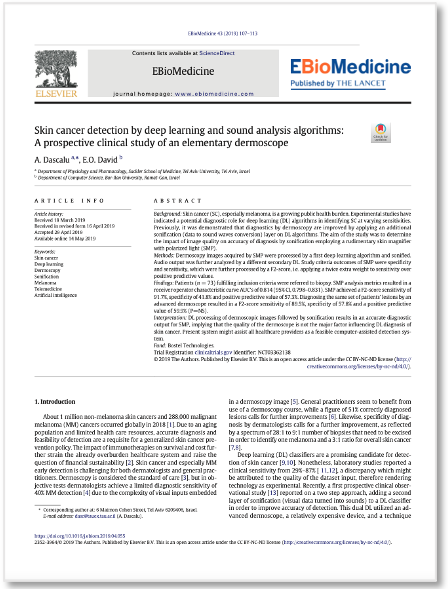 EBioMedicine 43 (2019) 107–113
Contents lists available at ScienceDirect
EBioMedicine
journal homepage: www.ebiomedicine.com
ELSEVIER
EBioMedicine
Published by THE LANCET
Skin cancer detection by deep learning and sound analysis algorithms:
A prospective clinical study of an elementary dermoscope
A. Dascalu a,*, E.O. David b
a Department of Physiology and Pharmacology, Sackler School of Medicine, Tel Aviv University, Tel Aviv, Israel
b Department of Computer Science, Bar-Ilan University, Ramat-Gan, Israel
ARTICLE INFO
Article history:
Received 18 March 2019
Received in revised form 16 April 2019
Accepted 26 April 2019
Available online 14 May 2019
Keywords:
Skin cancer
Deep learning
Dermoscopy
Sonification
Melanoma
Telemedicine
Artificial intelligence
ABSTRACT
Background: Skin cancer (SC), especially melanoma, is a growing public health burden. Experimental studies have
indicated a potential diagnostic role for deep learning (DL) algorithms in identifying SC at varying sensitivities.
Previously, it was demonstrated that diagnostics by dermoscopy are improved by applying an additional
sonification (data to sound waves conversion) layer on DL algorithms. The aim of the study was to determine
the impact of image quality on accuracy of diagnosis by sonification employing a rudimentary skin magnifier
with polarized light (SMP).
Methods: Dermoscopy images acquired by SMP were processed by a first deep learning algorithm and sonified.
Audio output was further analyzed by a different secondary DL. Study criteria outcomes of SMP were specificity
and sensitivity, which were further processed by a F2-score, i.e. applying a twice extra weight to sensitivity over
positive predictive values.
Findings: Patients (n = 73) fulfilling inclusion criteria were referred to biopsy. SMP analysis metrics resulted in a
receiver operator characteristic curve AUC's of 0.814 (95% CI, 0.798–0.831). SMP achieved a F2-score sensitivity of
91.7%, specificity of 41.8% and positive predictive value of 57.3%. Diagnosing the same set of patients' lesions by
an advanced dermoscope resulted in a F2-score sensitivity of 89.5%, specificity of 57.8% and a positive predictive
value of 59.9% (P=NS).
Interpretation: DL processing of dermoscopic images followed by sonification results in an accurate diagnostic
output for SMP, implying that the quality of the dermoscope is not the major factor influencing DL diagnosis of
skin cancer. Present system might assist all healthcare providers as a feasible computer-assisted detection sys-
tem.
Fund: Bostel Technologies
Trial Registration clinicaltrials.gov Identifier: NCT03362138
© 2019 The Authors. Published by Elsevier B.V. This is an open access article under the CC BY-NC-ND license (http://
creativecommons.org/licenses/by-nc-nd/4.0/).
1. Introduction
About 1 million non-melanoma skin cancers and 288,000 malignant
melanoma (MM) cancers occurred globally in 2018 [1]. Due to an aging
population and limited health care resources, accurate diagnosis and
feasibility of detection are a requisite for a generalized skin cancer pre-
vention policy. The impact of immunotherapies on survival and cost fur-
ther strain the already overburden healthcare system and raise the
question of financial sustainability [2]. Skin cancer and especially MM
early detection is challenging for both dermatologists and general prac-
titioners. Dermoscopy is considered the standard of care [3], but in ob-
jective tests dermatologists achieve a limited diagnostic sensitivity of
40% MM detection [4] due to the complexity of visual inputs embedded
* Corresponding author at: 6 Meirson Cohen Street, Tel Aviv 6209406, Israel.
E-mail address: (A. Dascalu).
in a dermoscopy image [5]. General practitioners seem to benefit from
use of a dermoscopy course, while a figure of 51% correctly diagnosed
lesions calls for further improvements [6]. Likewise, specificity of diag-
nosis by dermatologists calls for a further improvement, as reflected
by a spectrum of 28:1 to 6:1 number of biopsies that need to be excised
in order to identify one melanoma and a 3:1 ratio for overall skin cancer
[7,8].
Deep learning (DL) classifiers are a promising candidate for detec-
tion of skin cancer [9,10]. Nonetheless, laboratory studies reported a
clinical sensitivity from 29%–87% [11,12], a discrepancy which might
be attributed to the quality of the dataset input, therefore rendering
technology as experimental. Recently, a first prospective clinical obser-
vational study [13] reported on a two step approach, adding a second
layer of sonification (visual data turned into sounds) to a DL classifier
in order to improve accuracy of detection. This dual DL utilized an ad-
vanced dermoscope, a relatively expensive device, and a technique
https://doi.org/10.1016/j.ebiom.2019.04.055
2352-3964/© 2019 The Authors. Published by Elsevier B.V. This is an open access article under the CC BY-NC-ND license (http://creativecommons.org/licenses/by-nc-nd/4.0/).